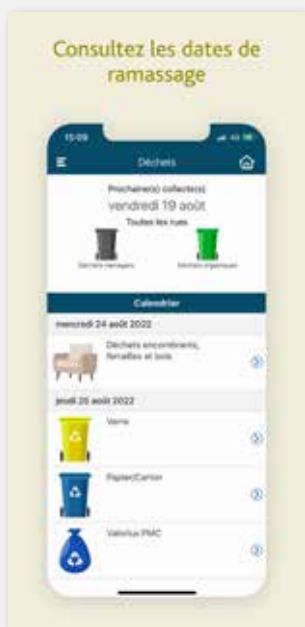 Consultez les dates de
ramassage
15:09
4G
Déchets
Prochaine(s) collecte(s)
vendredi 19 août
Toutes les rues
Déchets ménagers
Déchets organiques
Calendrier
mercredi 24 août 2022
Déchets encombrants,
ferrailles et bois
jeudi 25 août 2022
Verre
Papier/Carton
Valorlux PMC